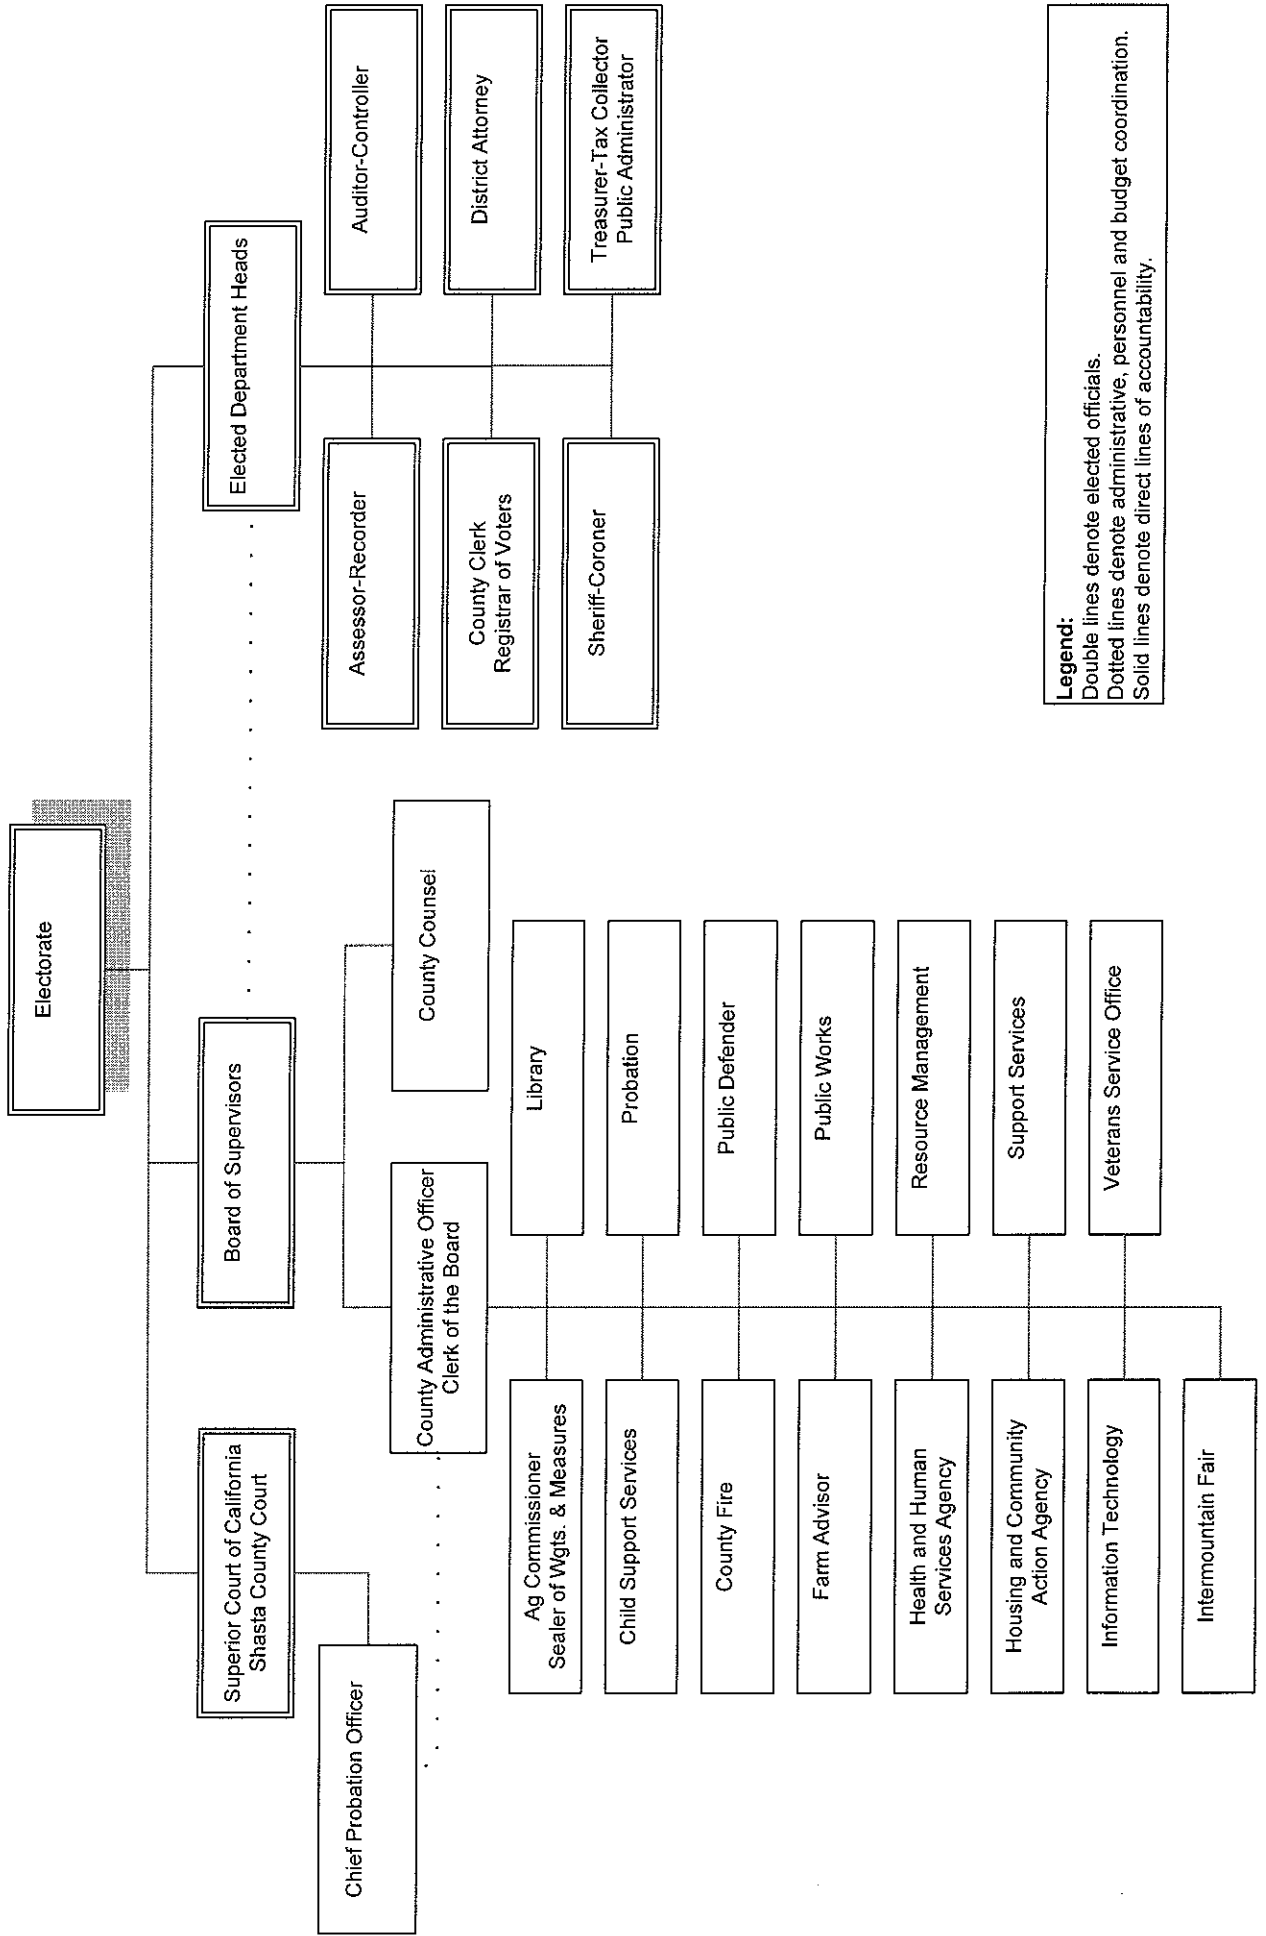 Electorate
Superior Court of California
Shasta County Court
Board of Supervisors
Elected Department Heads
Chief Probation Officer
County Administrative Officer
Clerk of the Board
County Counsel
Assessor-Recorder
Auditor-Controller
County Clerk
Registrar of Voters
District Attorney
Sheriff-Coroner
Treasurer-Tax Collector
Public Administrator
Ag Commissioner
Sealer of Wgts. & Measures
Library
Child Support Services
Probation
County Fire
Public Defender
Farm Advisor
Public Works
Health and Human
Services Agency
Resource Management
Housing and Community
Action Agency
Support Services
Information Technology
Veterans Service Office
Intermountain Fair
Legend:
Double lines denote elected officials.
Dotted lines denote administrative, personnel and budget coordination.
Solid lines denote direct lines of accountability.